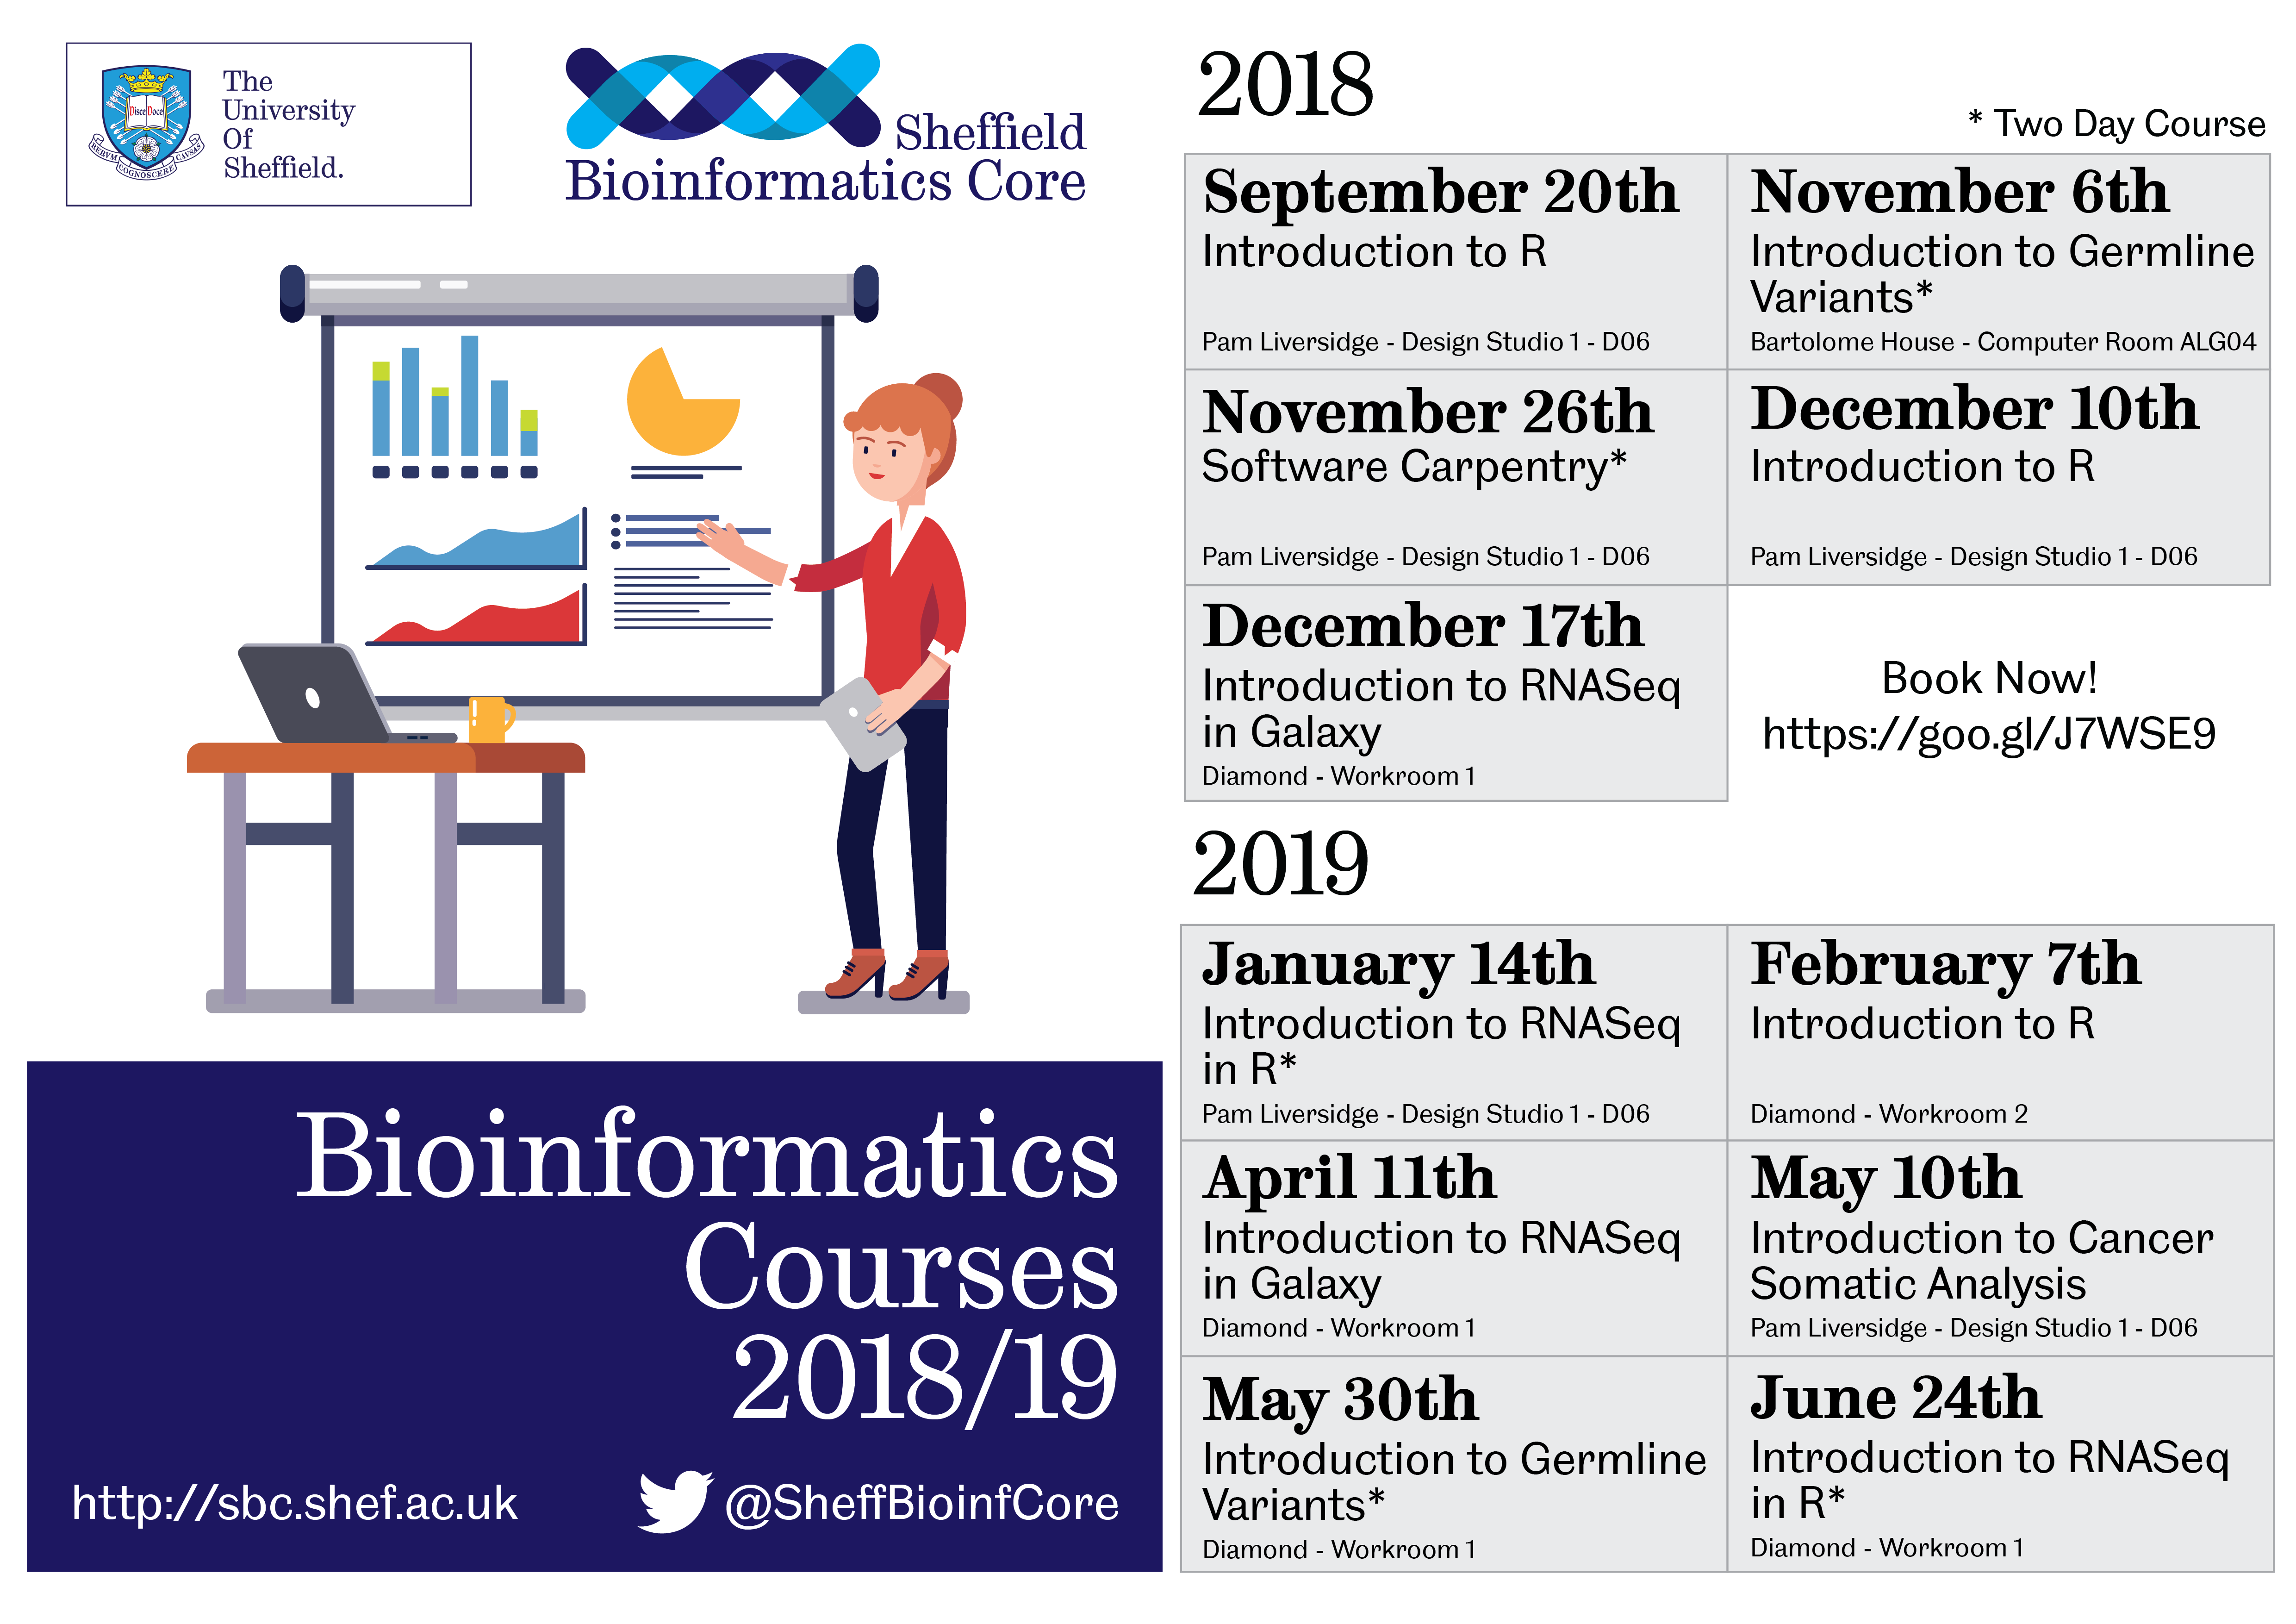 The
University
Of
Sheffield.
Disce Doce
RERVM COGNOSCERE CAVSAS
Sheffield
Bioinformatics Core
Bioinformatics
Courses
2018/19
http://sbc.shef.ac.uk
@SheffBioinfCore
2018
* Two Day Course
September 20th
Introduction to R
Pam Liversidge - Design Studio 1 - D06
November 6th
Introduction to Germline
Variants*
Bartolome House - Computer Room ALG04
November 26th
Software Carpentry*
Pam Liversidge - Design Studio 1 - D06
December 10th
Introduction to R
Pam Liversidge - Design Studio 1 - D06
December 17th
Introduction to RNASeq
in Galaxy
Diamond - Workroom 1
Book Now!
https://goo.gl/J7WSE9
2019
January 14th
Introduction to RNASeq
in R*
Pam Liversidge - Design Studio 1 - D06
February 7th
Introduction to R
Diamond - Workroom 2
April 11th
Introduction to RNASeq
in Galaxy
Diamond - Workroom 1
May 10th
Introduction to Cancer
Somatic Analysis
Pam Liversidge - Design Studio 1 - D06
May 30th
Introduction to Germline
Variants*
Diamond - Workroom 1
June 24th
Introduction to RNASeq
in R*
Diamond - Workroom 1